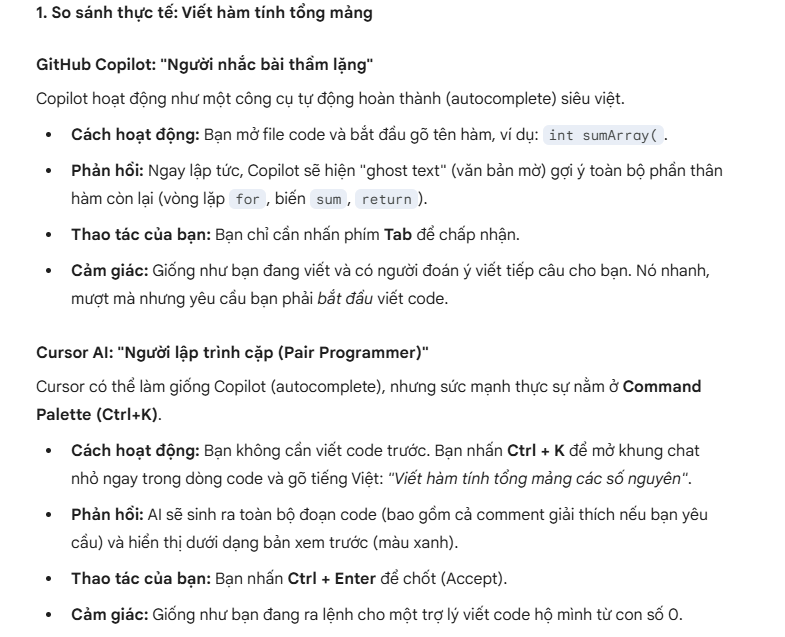 1. So sánh thực tế: Viết hàm tính tổng mảng
GitHub Copilot: "Người nhắc bài thầm lặng"
Copilot hoạt động như một công cụ tự động hoàn thành (autocomplete) siêu việt.
• Cách hoạt động: Bạn mở file code và bắt đầu gõ tên hàm, ví dụ: int sumArray( .
• Phản hồi: Ngay lập tức, Copilot sẽ hiện "ghost text" (văn bản mờ) gợi ý toàn bộ phần thân
hàm còn lại (vòng lặp for , biến sum , return ).
• Thao tác của bạn: Bạn chỉ cần nhấn phím Tab để chấp nhận.
• Cảm giác: Giống như bạn đang viết và có người đoán ý viết tiếp câu cho bạn. Nó nhanh,
mượt mà nhưng yêu cầu bạn phải bắt đầu viết code.
Cursor AI: "Người lập trình cặp (Pair Programmer)"
Cursor có thể làm giống Copilot (autocomplete), nhưng sức mạnh thực sự nằm ở Command
Palette (Ctrl+K).
• Cách hoạt động: Bạn không cần viết code trước. Bạn nhấn Ctrl + K để mở khung chat
nhỏ ngay trong dòng code và gõ tiếng Việt: "Viết hàm tính tổng mảng các số nguyên".
• Phản hồi: AI sẽ sinh ra toàn bộ đoạn code (bao gồm cả comment giải thích nếu bạn yêu
cầu) và hiển thị dưới dạng bản xem trước (màu xanh).
• Thao tác của bạn: Bạn nhấn Ctrl + Enter để chốt (Accept).
• Cảm giác: Giống như bạn đang ra lệnh cho một trợ lý viết code hộ mình từ con số 0.